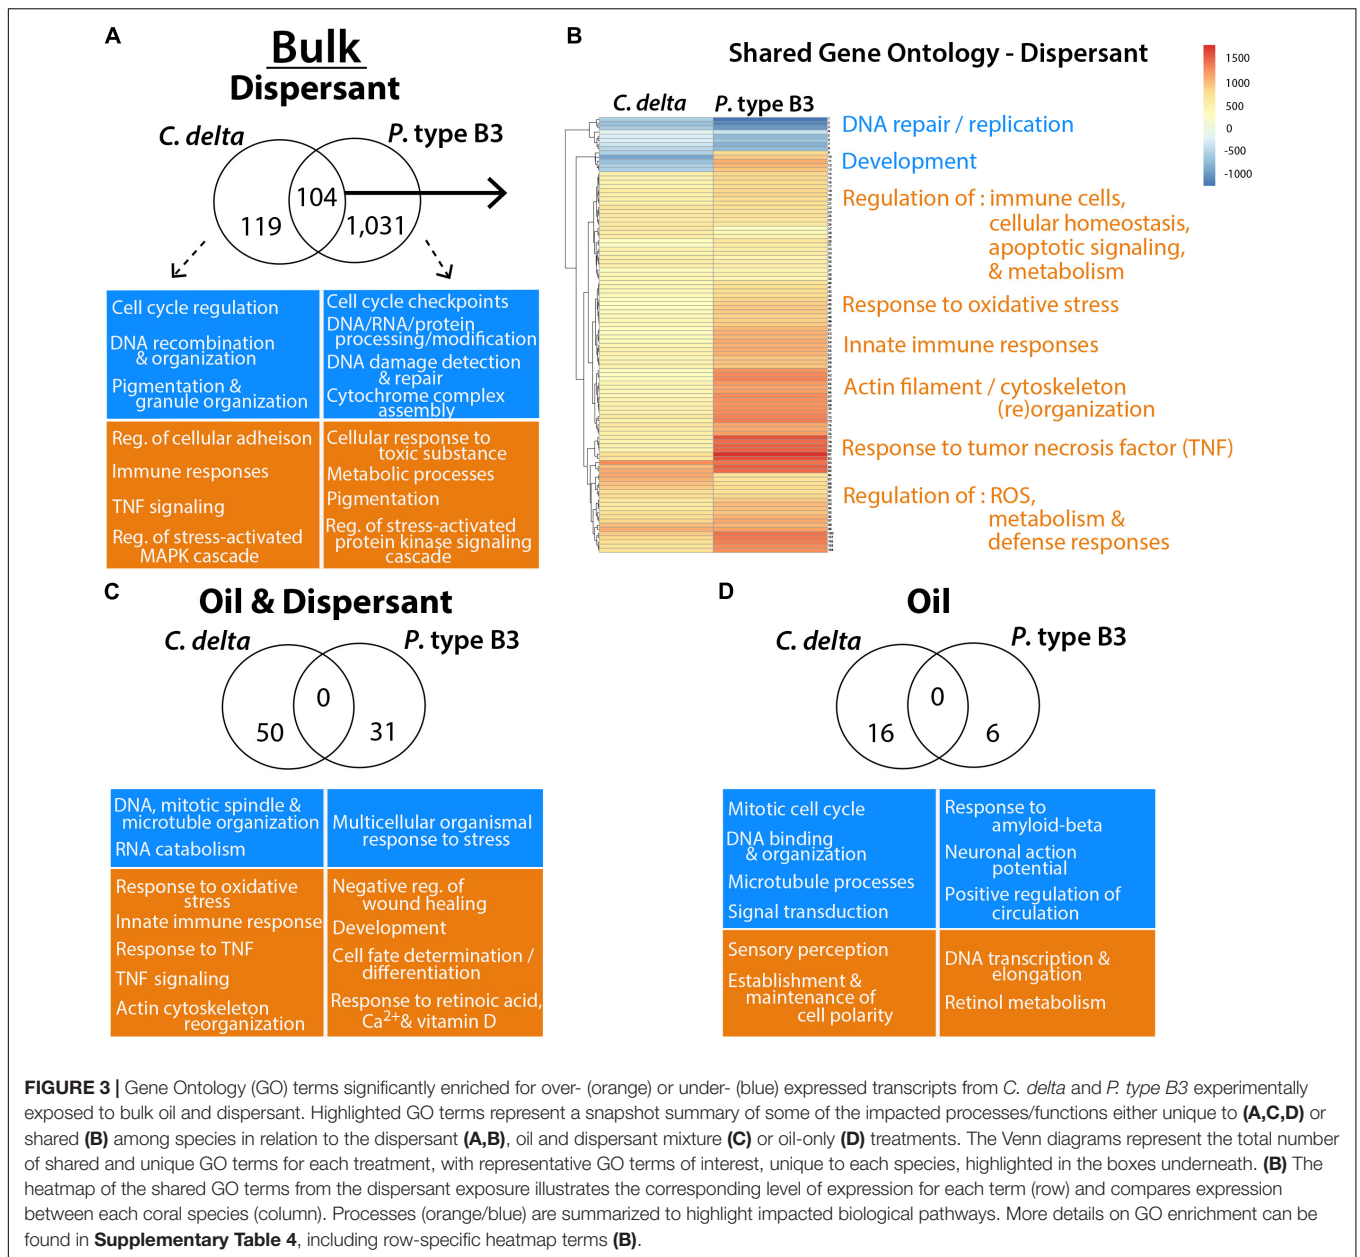 A
Bulk
Dispersant
C. delta
P. type B3
104
119
1,031
Cell cycle regulation
DNA recombination
& organization
Pigmentation &
granule organization
Cell cycle checkpoints
DNA/RNA/protein
processing/modification
DNA damage detection
& repair
Cytochrome complex
assembly
Reg. of cellular adheison
Immune responses
TNF signaling
Reg. of stress-activated
MAPK cascade
Cellular response to
toxic substance
Metabolic processes
Pigmentation
Reg. of stress-activated
protein kinase signaling
cascade
B
Shared Gene Ontology - Dispersant
C. delta
P. type B3
1500
1000
500
0
-500
-1000
DNA repair / replication
Development
Regulation of : immune cells,
cellular homeostasis,
apoptotic signaling,
& metabolism
Response to oxidative stress
Innate immune responses
Actin filament / cytoskeleton
(re)organization
Response to tumor necrosis factor (TNF)
Regulation of : ROS,
metabolism &
defense responses
C
Oil & Dispersant
C. delta
P. type B3
0
50
31
DNA, mitotic spindle &
microtuble organization
RNA catabolism
Multicellular organismal
response to stress
Response to oxidative
stress
Innate immune response
Response to TNF
TNF signaling
Actin cytoskeleton
reorganization
Negative reg. of
wound healing
Development
Cell fate determination /
differentiation
Response to retinoic acid,
Ca2+& vitamin D
D
Oil
C. delta
P. type B3
0
16
6
Mitotic cell cycle
DNA binding
& organization
Microtubule processes
Signal transduction
Response to
amyloid-beta
Neuronal action
potential
Positive regulation of
circulation
Sensory perception
Establishment &
maintenance of
cell polarity
DNA transcription &
elongation
Retinol metabolism
FIGURE 3 | Gene Ontology (GO) terms significantly enriched for over- (orange) or under- (blue) expressed transcripts from C. delta and P. type B3 experimentally
exposed to bulk oil and dispersant. Highlighted GO terms represent a snapshot summary of some of the impacted processes/functions either unique to (A,C,D) or
shared (B) among species in relation to the dispersant (A,B), oil and dispersant mixture (C) or oil-only (D) treatments. The Venn diagrams represent the total number
of shared and unique GO terms for each treatment, with representative GO terms of interest, unique to each species, highlighted in the boxes underneath. (B) The
heatmap of the shared GO terms from the dispersant exposure illustrates the corresponding level of expression for each term (row) and compares expression
between each coral species (column). Processes (orange/blue) are summarized to highlight impacted biological pathways. More details on GO enrichment can be
found in Supplementary Table 4, including row-specific heatmap terms (B).